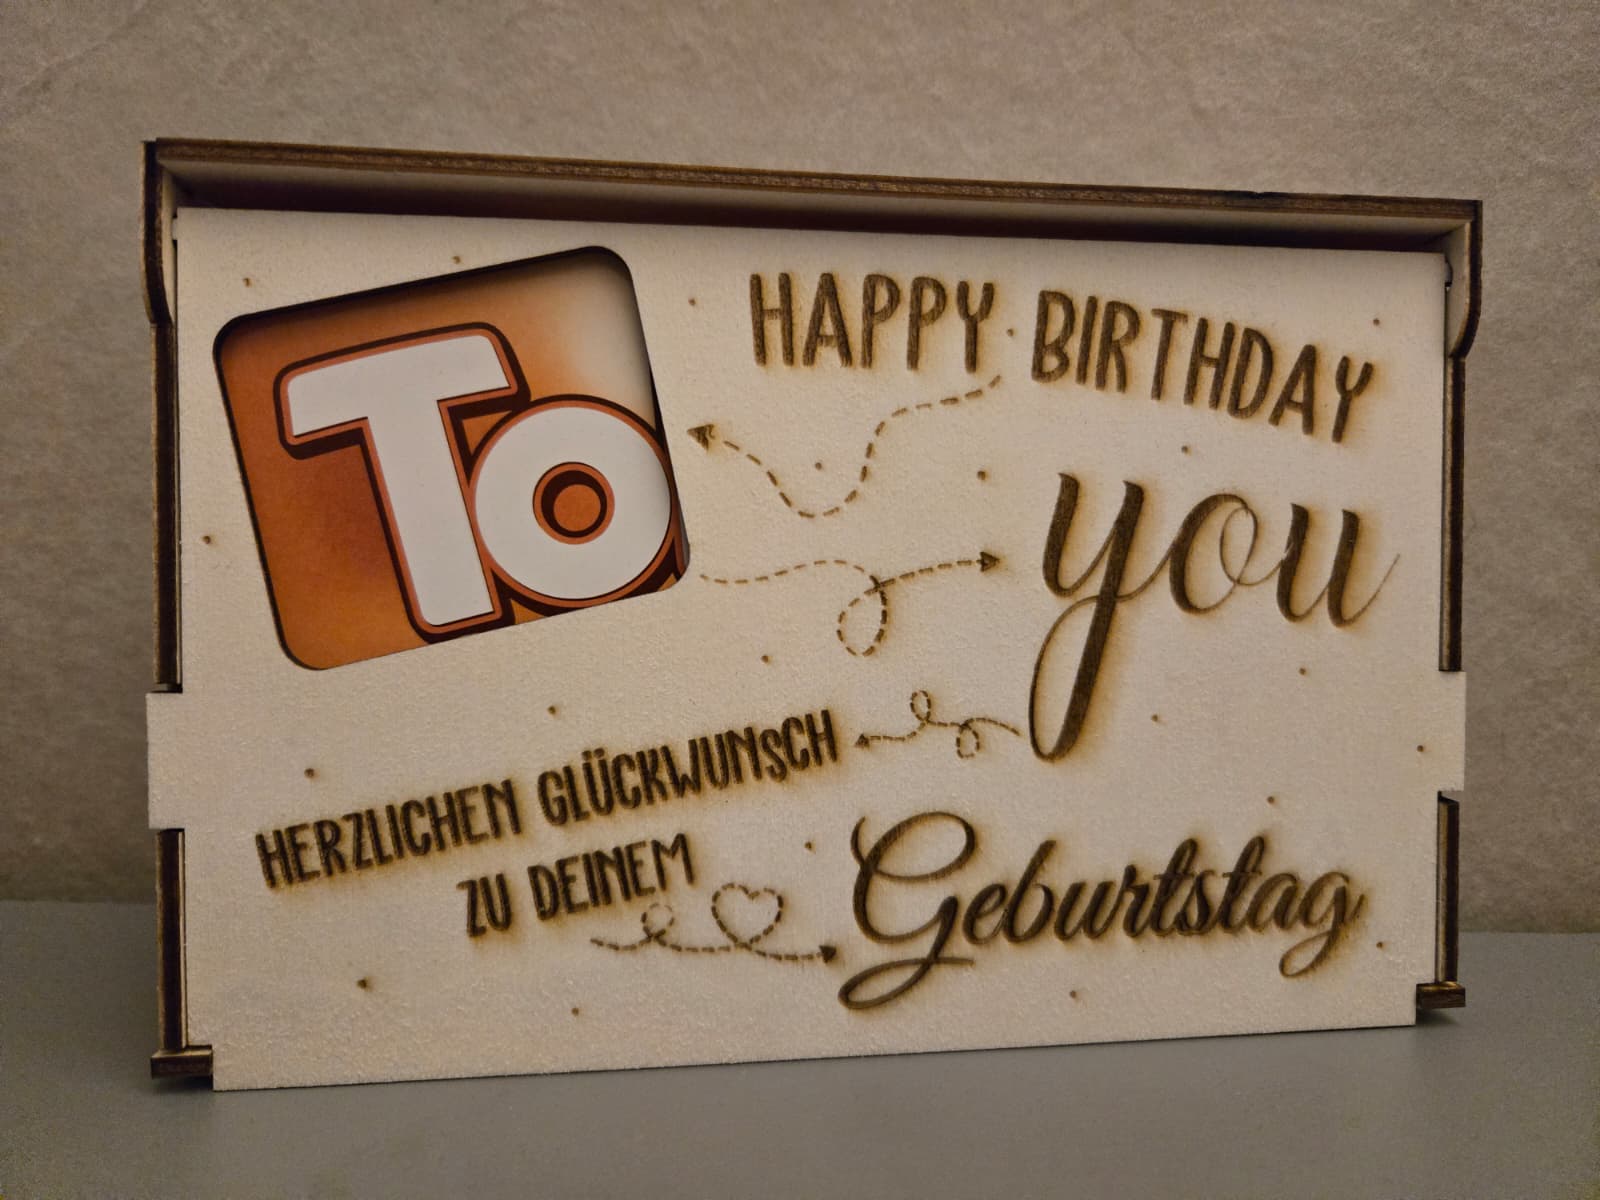 HAPPY BIRTHDAY
To
you
HERZLICHEN GLÜCKWUNSCH
ZU DEINEM
Geburtstag